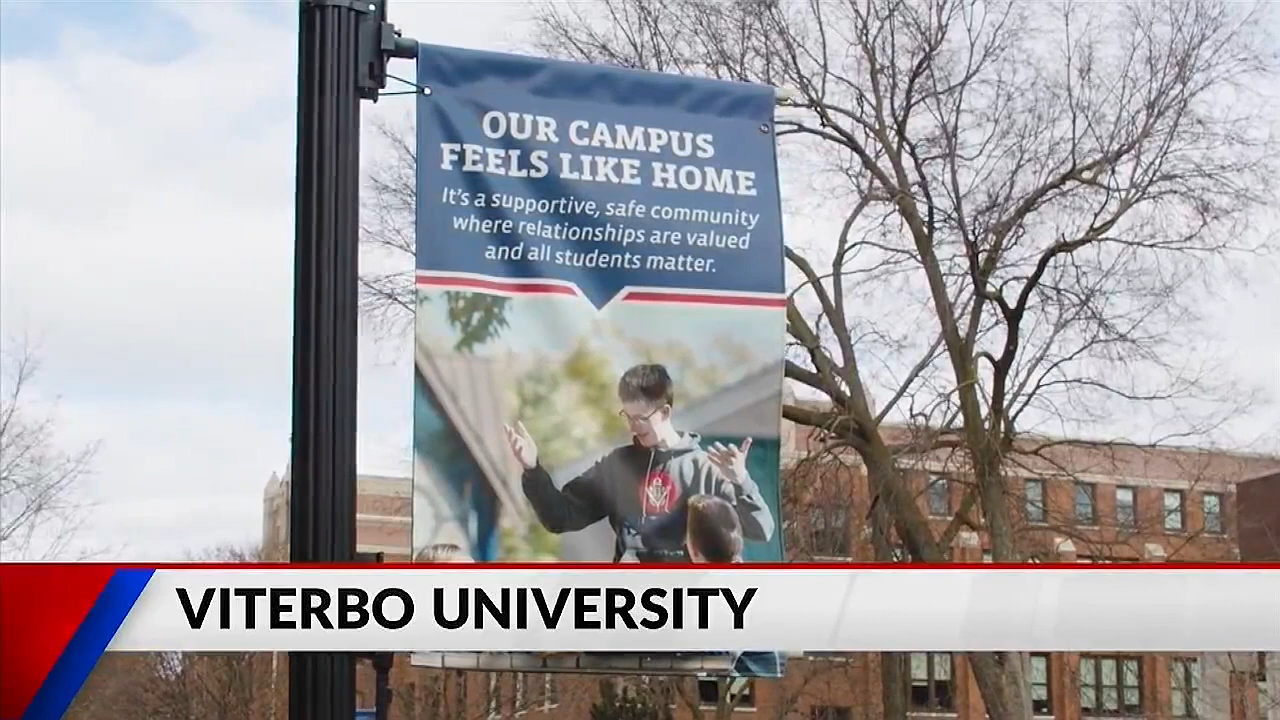 OUR CAMPUS
FEELS LIKE HOME
It's a supportive, safe community
where relationships are valued
and all students matter.
VITERBO UNIVERSITY